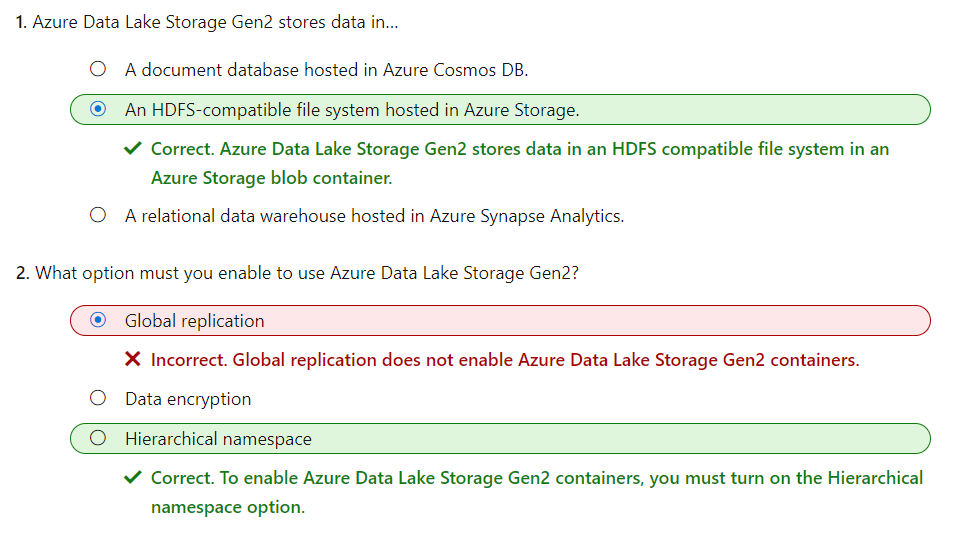 1. Azure Data Lake Storage Gen2 stores data in...
A document database hosted in Azure Cosmos DB.
An HDFS-compatible file system hosted in Azure Storage.
Correct. Azure Data Lake Storage Gen2 stores data in an HDFS compatible file system in an
Azure Storage blob container.
A relational data warehouse hosted in Azure Synapse Analytics.
2. What option must you enable to use Azure Data Lake Storage Gen2?
Global replication
Incorrect. Global replication does not enable Azure Data Lake Storage Gen2 containers.
Data encryption
Hierarchical namespace
Correct. To enable Azure Data Lake Storage Gen2 containers, you must turn on the Hierarchical
namespace option.